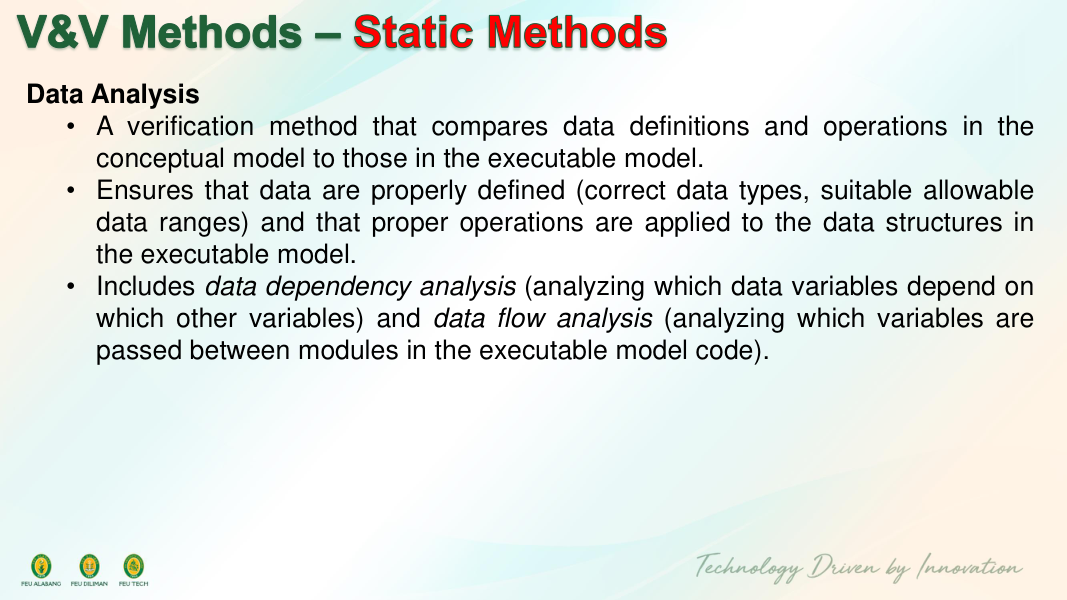 V&V Methods – Static Methods
Data Analysis
• A verification method that compares data definitions and operations in the
conceptual model to those in the executable model.
• Ensures that data are properly defined (correct data types, suitable allowable
data ranges) and that proper operations are applied to the data structures in
the executable model.
• Includes data dependency analysis (analyzing which data variables depend on
which other variables) and data flow analysis (analyzing which variables are
passed between modules in the executable model code).
FEU ALABANG FEU DILIMAN FEU TECH
Technology Driven by Innovation